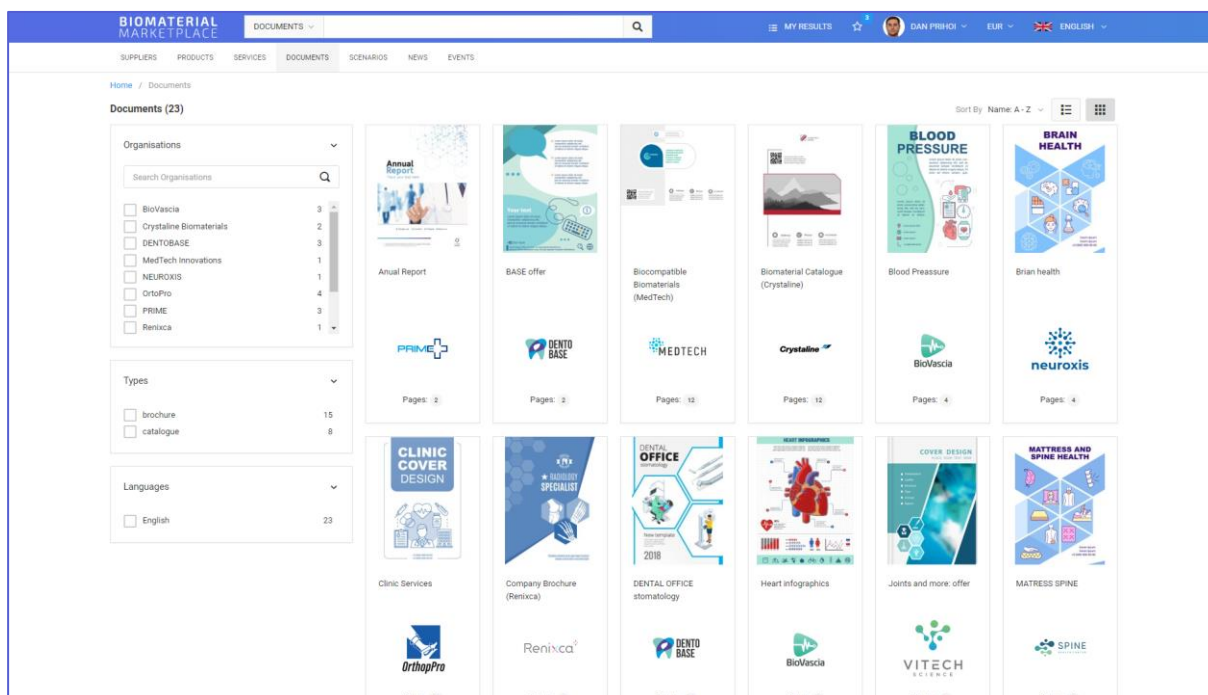 BIOMATERIAL
MARKETPLACE
DOCUMENTS
3
MY RESULTS
DAN PRIHOI
EUR
ENGLISH
SUPPLIERS PRODUCTS SERVICES DOCUMENTS SCENARIOS NEWS EVENTS
Home / Documents
Documents (23)
Sort By Name: A - Z
Organisations
Search Organisations
BioVascia 3
Crystaline Biomaterials 2
DENTOBASE 3
MedTech Innovations 1
NEUROXIS 1
OrtoPro 4
PRIME 3
Renixca 1
Types
brochure 15
catalogue 8
Languages
English 23
Annual
Report
Anual Report
PRIME
Pages: 2
Your text
BASE offer
DENTO
BASE
Pages: 2
Biocompatible
Biomaterials
(MedTech)
MEDTECH
Pages: 12
Biomaterial Catalogue
(Crystaline)
Crystaline
Pages: 12
BLOOD
PRESSURE
Blood Preassure
BioVascia
Pages: 4
BRAIN
HEALTH
Brian health
neuroxis
Pages: 4
CLINIC
COVER
DESIGN
Clinic Services
OrthopPro
RADIOLOGY
SPECIALIST
Company Brochure
(Renixca)
Renixca
DENTAL
OFFICE
stomatology
New template
2018
DENTAL OFFICE
stomatology
DENTO
BASE
HEART INFOGRAPHICS
Heart infographics
BioVascia
COVER DESIGN
Joints and more: offer
VITECH
SCIENCE
MATTRESS AND
SPINE HEALTH
MATRESS SPINE
SPINE